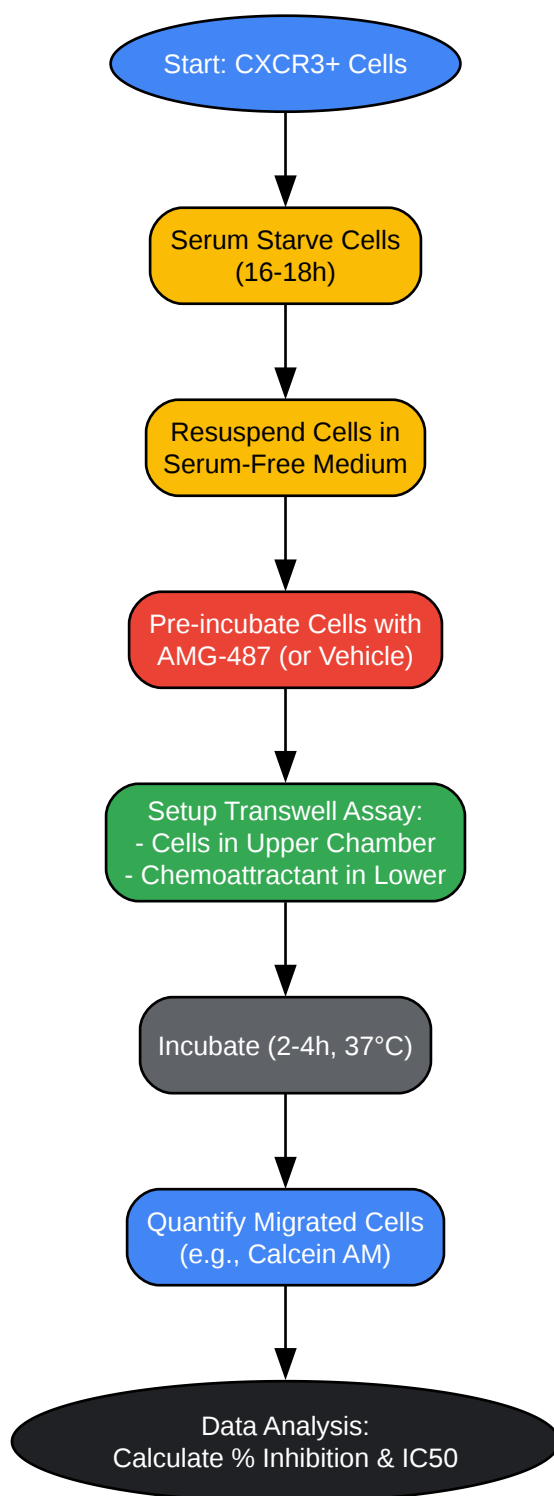 Start: CXCR3+ Cells
Serum Starve Cells
(16-18h)
Resuspend Cells in
Serum-Free Medium
Pre-incubate Cells with
AMG-487 (or Vehicle)
Setup Transwell Assay:
- Cells in Upper Chamber
- Chemoattractant in Lower
Incubate (2-4h, 37°C)
Quantify Migrated Cells
(e.g., Calcein AM)
Data Analysis:
Calculate % Inhibition & IC50